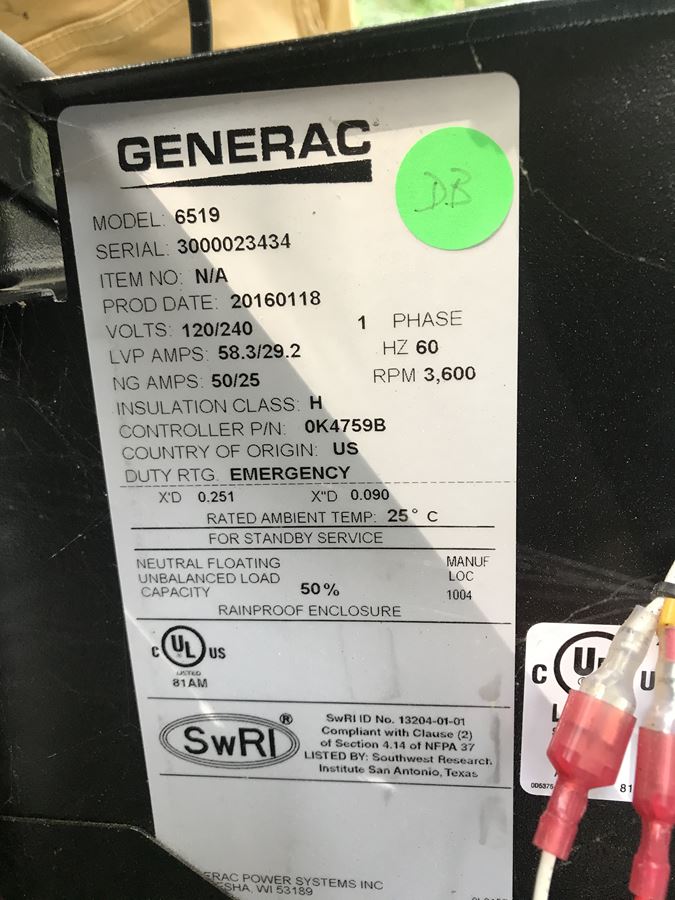 GENERAC
DB
MODEL: 6519
SERIAL: 3000023434
ITEM NO: N/A
PROD DATE: 20160118
VOLTS: 120/240 1 PHASE
LVP AMPS: 58.3/29.2 HZ 60
NG AMPS: 50/25 RPM 3,600
INSULATION CLASS: H
CONTROLLER P/N: 0K4759B
COUNTRY OF ORIGIN: US
DUTY RTG. EMERGENCY
X'D 0.251 X"D 0.090
RATED AMBIENT TEMP: 25° C
FOR STANDBY SERVICE
NEUTRAL FLOATING MANUF
UNBALANCED LOAD LOC
CAPACITY 50% 1004
RAINPROOF ENCLOSURE
C UL US
LISTED
81AM
SwRI®
SwRI ID No. 13204-01-01
Compliant with Clause (2)
of Section 4.14 of NFPA 37
LISTED BY: Southwest Research
Institute San Antonio, Texas
ERAC POWER SYSTEMS INC
ESHA, WI 53189
C U U
81